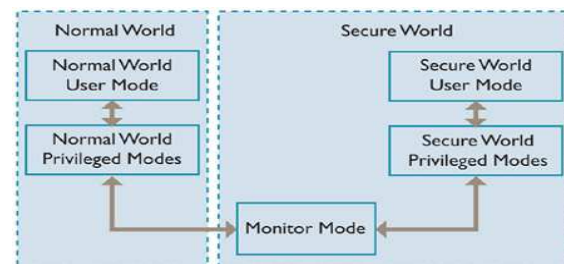 Normal World
Secure World
Normal World
User Mode
Secure World
User Mode
Normal World
Privileged Modes
Secure World
Privileged Modes
Monitor Mode